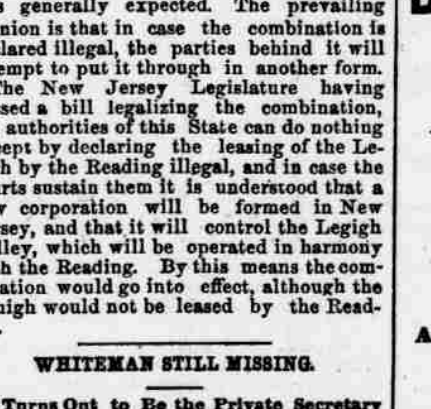 s generally expected. The prevailing
nion is that in case the combination is
lared illegal, the parties behind it will
empt to put it through in another form.
The New Jersey Legislature having
sed a bill legalizing the combination,
authorities of this State can do nothing
ept by declaring the leasing of the Le-
h by the Reading illegal, and in case the
rts sustain them it is understood that a
w corporation will be formed in New
sey, and that it will control the Legigh
lley, which will be operated in harmony
h the Reading. By this means the com-
ation would go into effect, although the
high would not be leased by the Read-
WHITEMAN STILL MISSING.
Turns Out to Be the Private Secretary